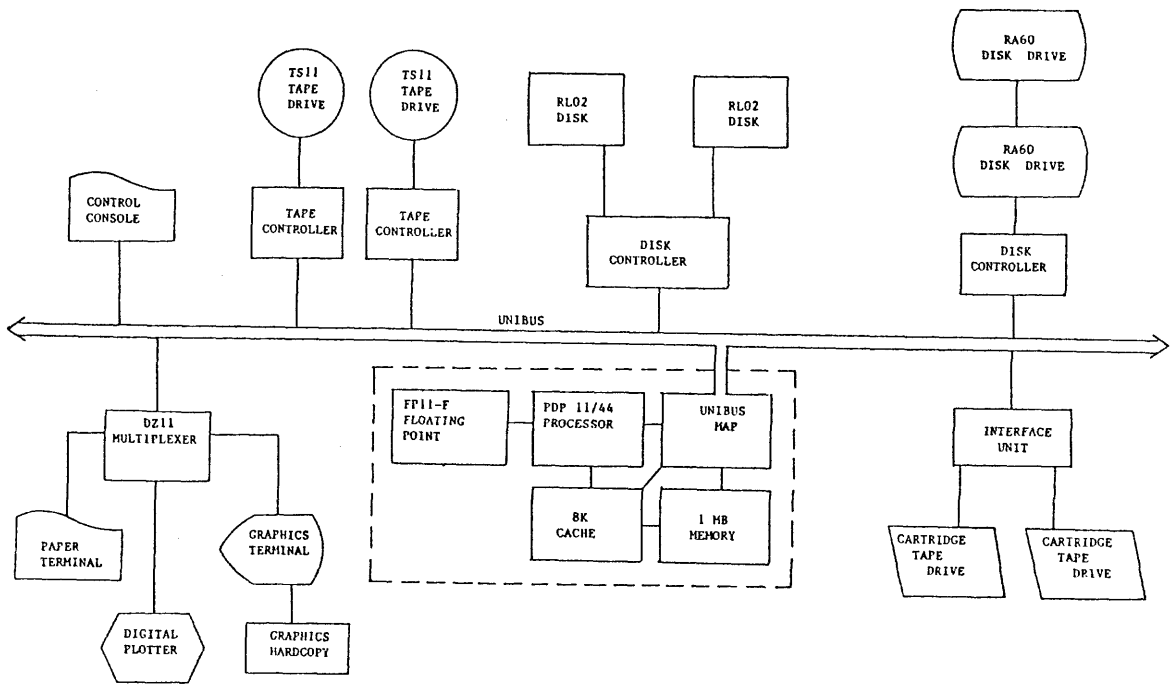 TS11
TAPE
DRIVE
TS11
TAPE
DRIVE
RL02
DISK
RL02
DISK
RA60
DISK DRIVE
RA60
DISK DRIVE
CONTROL
CONSOLE
TAPE
CONTROLLER
TAPE
CONTROLLER
DISK
CONTROLLER
DISK
CONTROLLER
UNIBUS
DZ11
MULTIPLEXER
FP11-F
FLOATING
POINT
PDP 11/44
PROCESSOR
UNIBUS
MAP
INTERFACE
UNIT
8K
CACHE
1 MB
MEMORY
PAPER
TERMINAL
GRAPHICS
TERMINAL
CARTRIDGE
TAPE
DRIVE
CARTRIDGE
TAPE
DRIVE
DIGITAL
PLOTTER
GRAPHICS
HARDCOPY